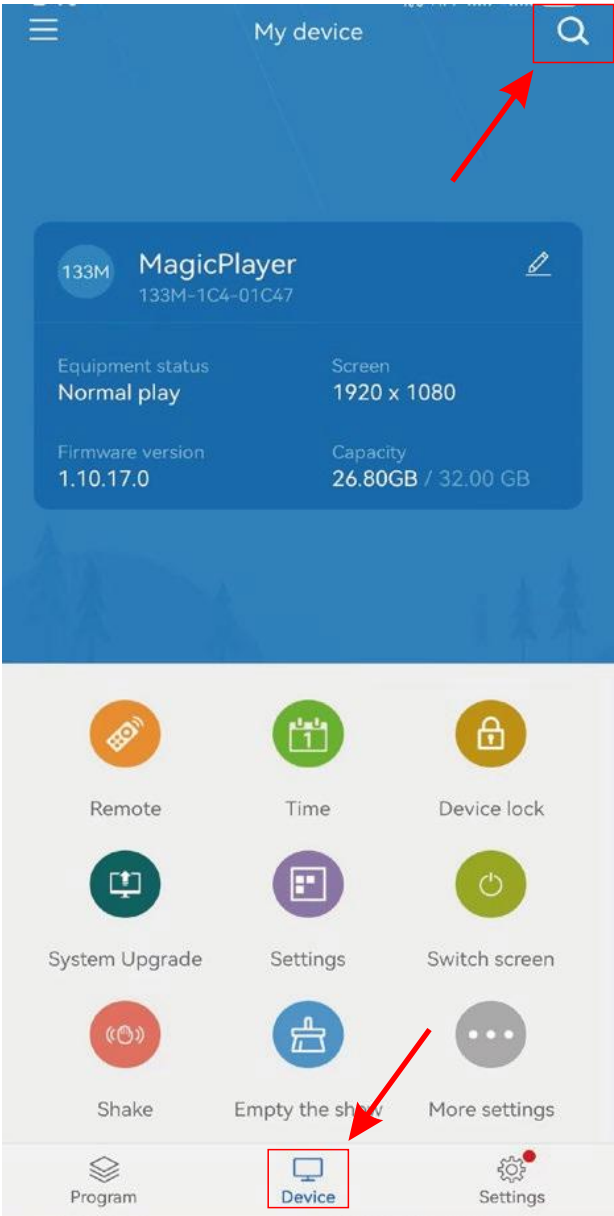 My device
133M
MagicPlayer
133M-1C4-01C47
Equipment status
Screen
Normal play
1920 x 1080
Firmware version
Capacity
1.10.17.0
26.80GB / 32.00 GB
1
Remote
Time
Device lock
System Upgrade
Settings
Switch screen
Shake
Empty the show
More settings
Program
Device
Settings